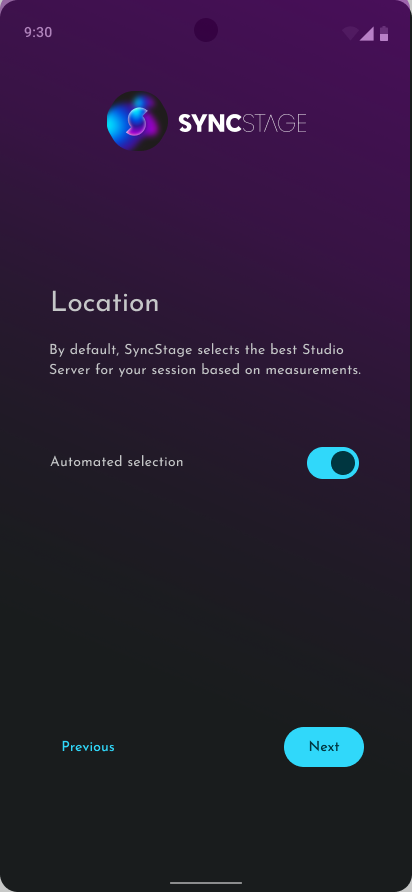 9:30
SYNCSTAGE
Location
By default, SyncStage selects the best Studio
Server for your session based on measurements.
Automated selection
Previous
Next